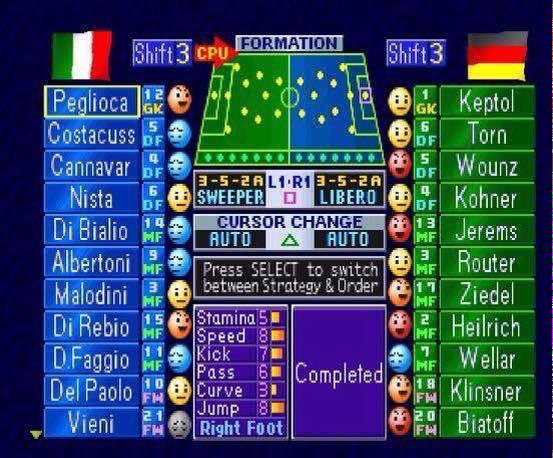 Shift3 CPU FORMATION Shift3
Peglioca 12 GK 1 GK Keptol
Costacuss 5 DF 6 DF Torn
Cannavar 4 DF 5 DF Wounz
Nista 6 DF 3-5-2A L1·R1 3-5-2A 4 DF Kohner
SWEEPER LIBERO
Di Bialio 14 MF CURSOR CHANGE 13 MF Jerems
AUTO AUTO
Albertoni 9 MF Press SELECT to switch 3 MF Router
Malodini 3 MF between Strategy & Order 17 MF Ziedel
Di Rebio 15 MF Stamina 5 2 MF Heilrich
Speed 8
D.Faggio 11 MF Kick 7 7 MF Wellar
Pass 6 Completed
Del Paolo 10 FW Curve 3 18 FW Klinsner
Jump 8
Vieni 21 FW Right Foot 20 FW Biatoff